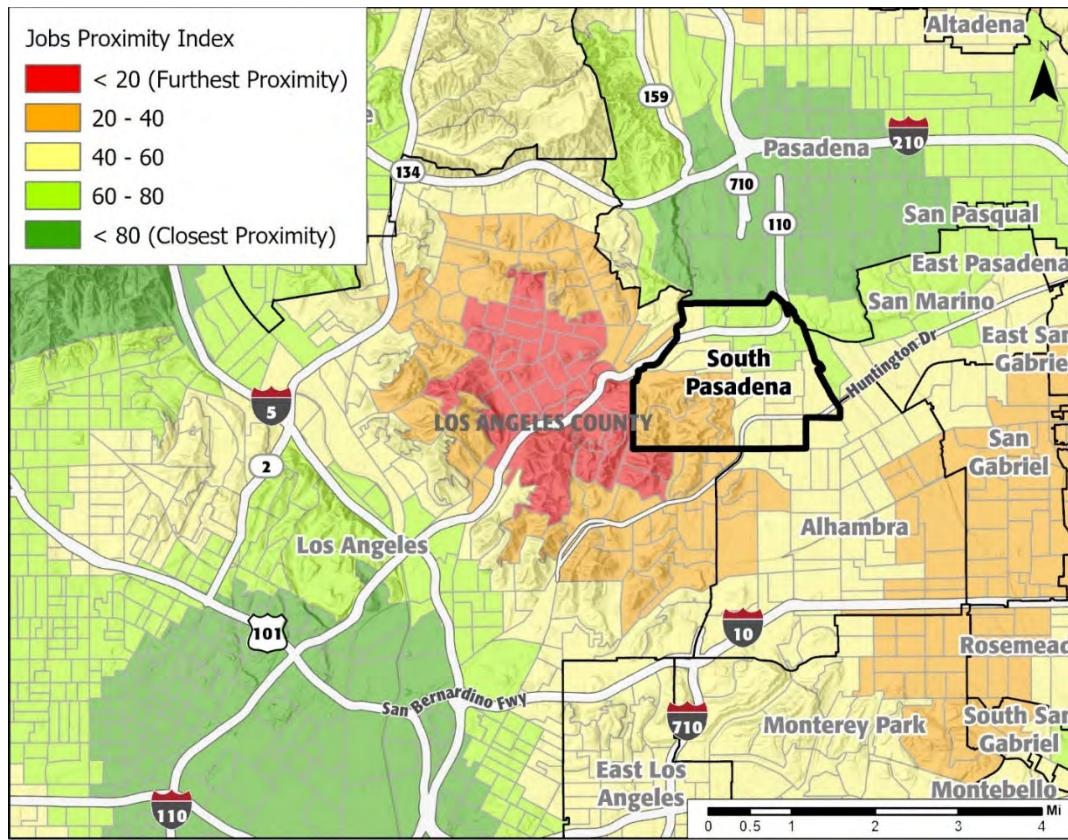 Jobs Proximity Index
< 20 (Furthest Proximity)
20 - 40
40 - 60
60 - 80
< 80 (Closest Proximity)
Altadena
N
159
Pasadena
210
134
710
110
San Pasqual
East Pasadena
San Marino
East San
Gabriel
Huntington Dr
South
Pasadena
5
LOS ANGELES COUNTY
2
San
Gabriel
Los Angeles
Alhambra
101
10
Rosemead
San Bernardino Fwy
710
Monterey Park
South San
Gabriel
East Los
Angeles
Montebello
110
Mi
0 0.5 1 2 3 4